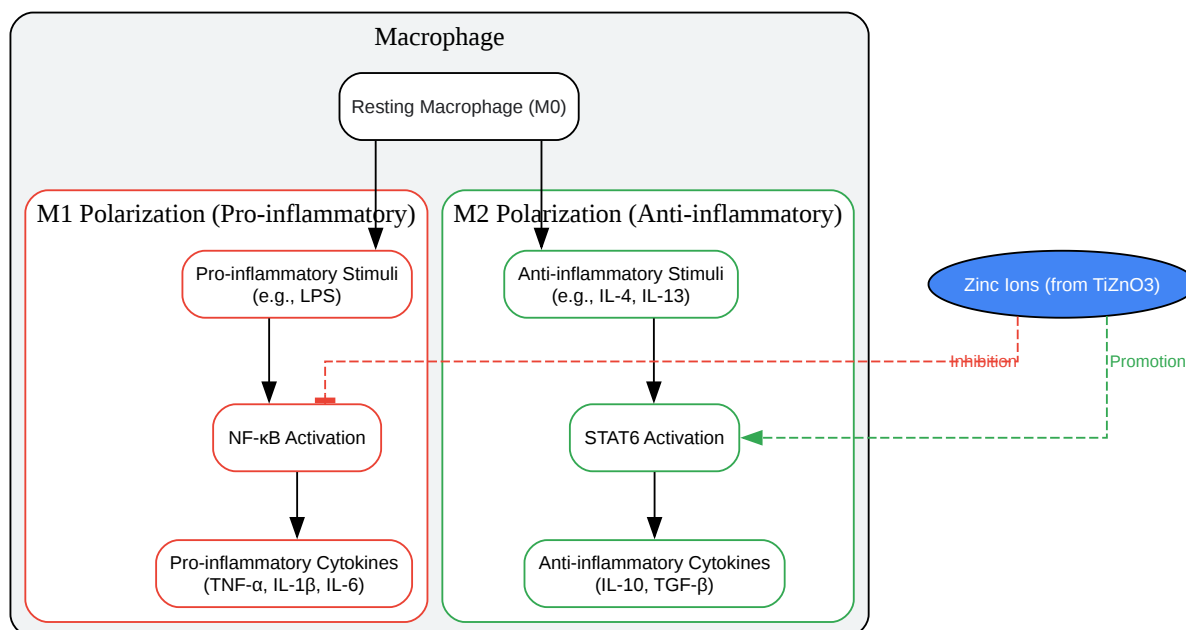 Macrophage
Resting Macrophage (M0)
M1 Polarization (Pro-inflammatory)
M2 Polarization (Anti-inflammatory)
Pro-inflammatory Stimuli
(e.g., LPS)
Anti-inflammatory Stimuli
(e.g., IL-4, IL-13)
Zinc Ions (from TiZnO3)
Inhibition
Promotion
NF-κB Activation
STAT6 Activation
Pro-inflammatory Cytokines
(TNF-α, IL-1β, IL-6)
Anti-inflammatory Cytokines
(IL-10, TGF-β)